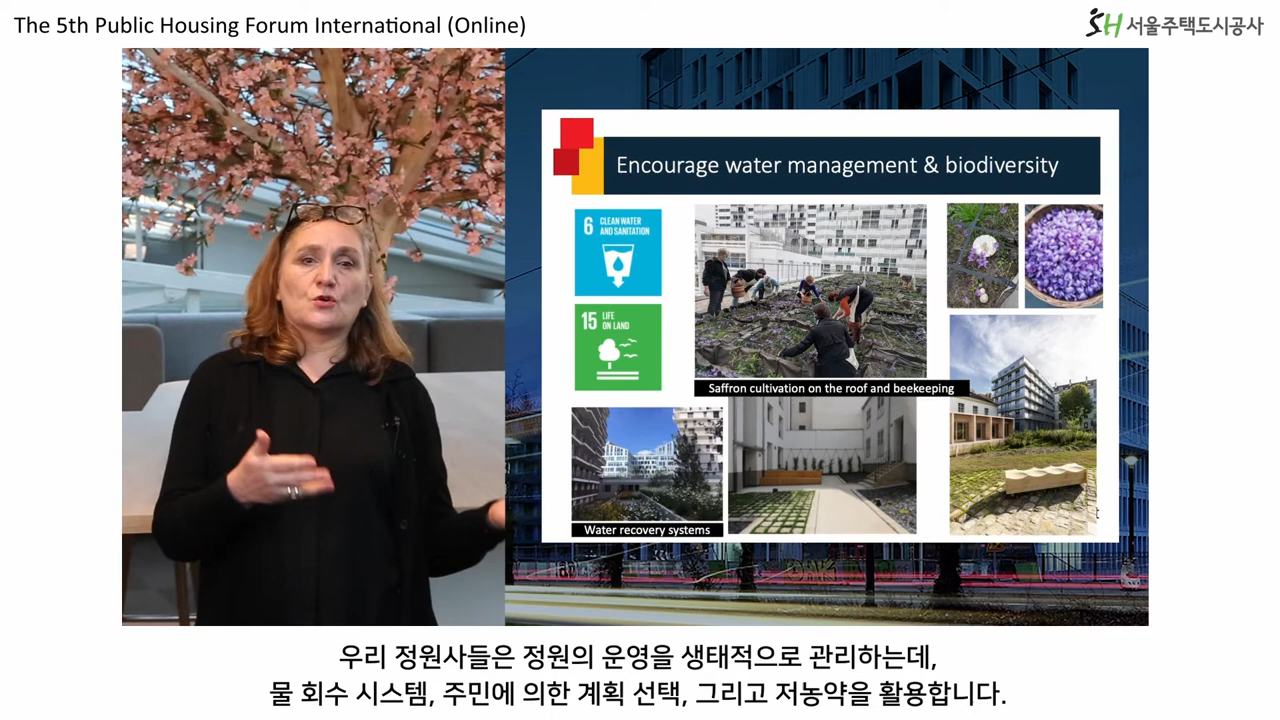 The 5th Public Housing Forum International (Online)
SH 서울주택도시공사
Encourage water management & biodiversity
6 CLEAN WATER
AND SANITATION
15 LIFE
ON LAND
Saffron cultivation on the roof and beekeeping
Water recovery systems
우리 정원사들은 정원의 운영을 생태적으로 관리하는데,
물 회수 시스템, 주민에 의한 계획 선택, 그리고 저농약을 활용합니다.